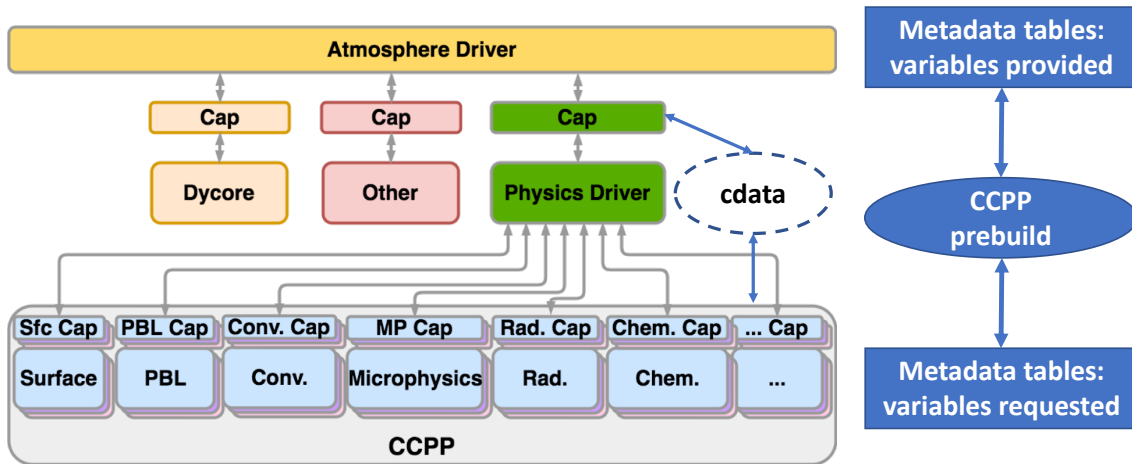 Atmosphere Driver
Cap
Cap
Cap
Dycore
Other
Physics Driver
cdata
Sfc Cap
PBL Cap
Conv. Cap
MP Cap
Rad. Cap
Chem. Cap
... Cap
Surface
PBL
Conv.
Microphysics
Rad.
Chem.
...
CCPP
Metadata tables:
variables provided
CCPP
prebuild
Metadata tables:
variables requested